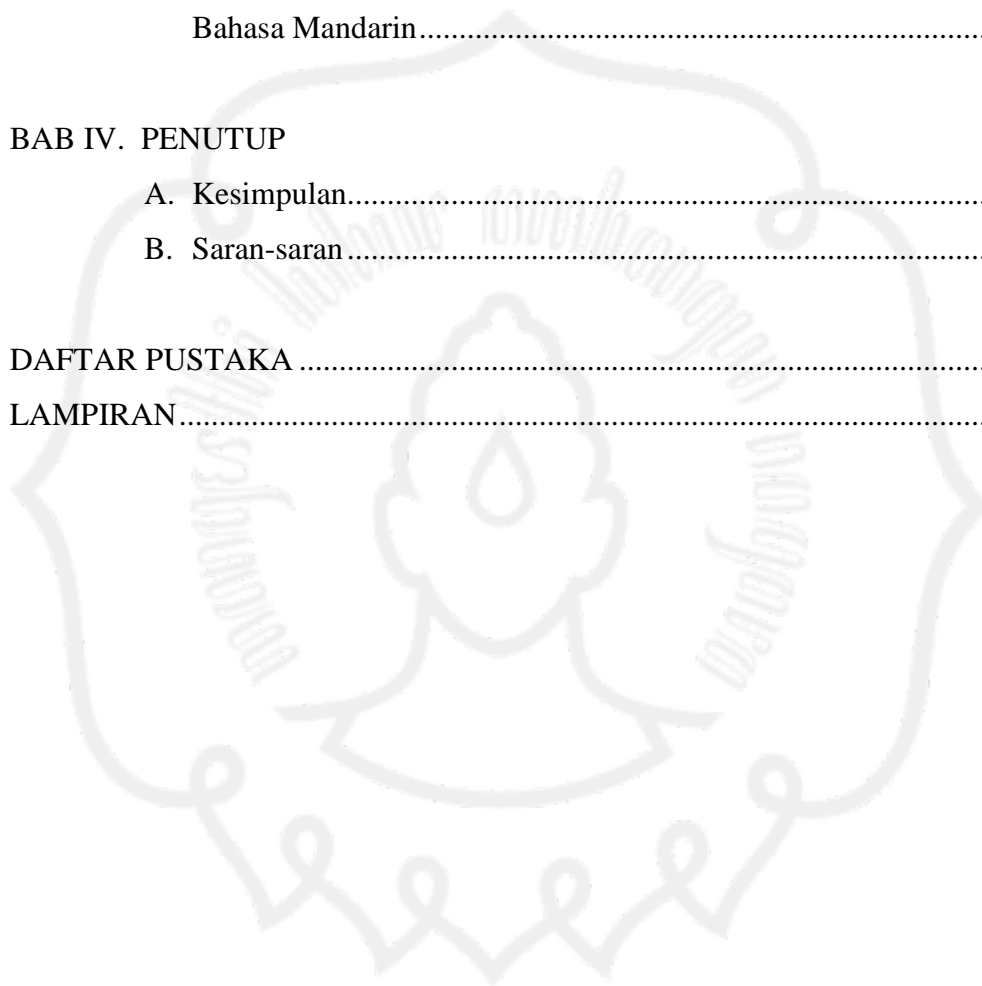 Bahasa Mandarin........................................................................
BAB IV. PENUTUP
A. Kesimpulan................................................................................
B. Saran-saran................................................................................
DAFTAR PUSTAKA......................................................................................
LAMPIRAN....................................................................................................